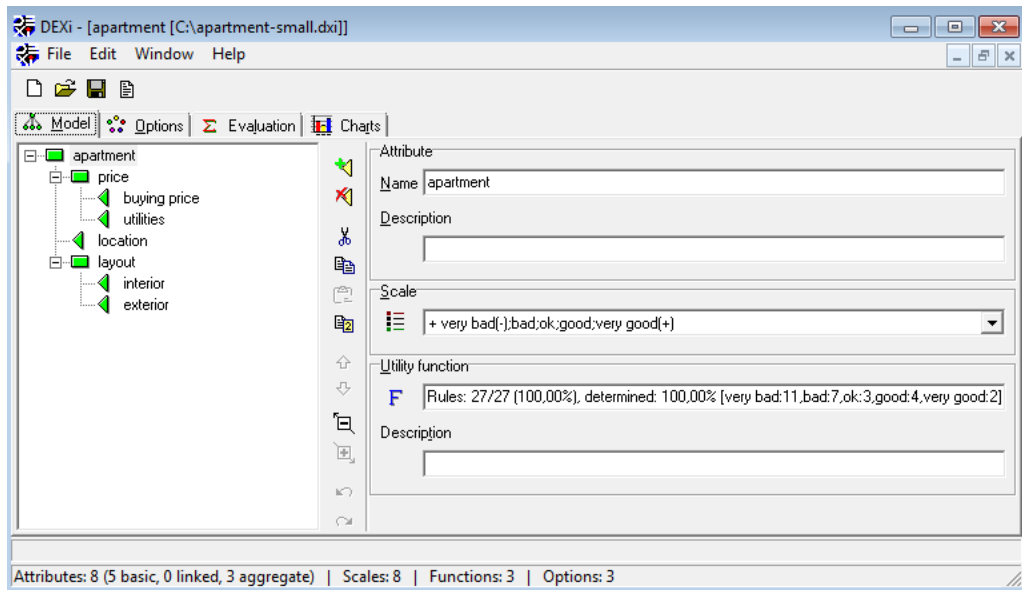 DEXi - [apartment [C:\apartment-small.dxi]]
File Edit Window Help
Model Options Σ Evaluation Charts
apartment
price
buying price
utilities
location
layout
interior
exterior
Attribute
Name apartment
Description
Scale
+ very bad(-);bad;ok;good;very good(+)
Utility function
F Rules: 27/27 (100,00%), determined: 100,00% [very bad:11,bad:7,ok:3,good:4,very good:2]
Description
Attributes: 8 (5 basic, 0 linked, 3 aggregate) | Scales: 8 | Functions: 3 | Options: 3